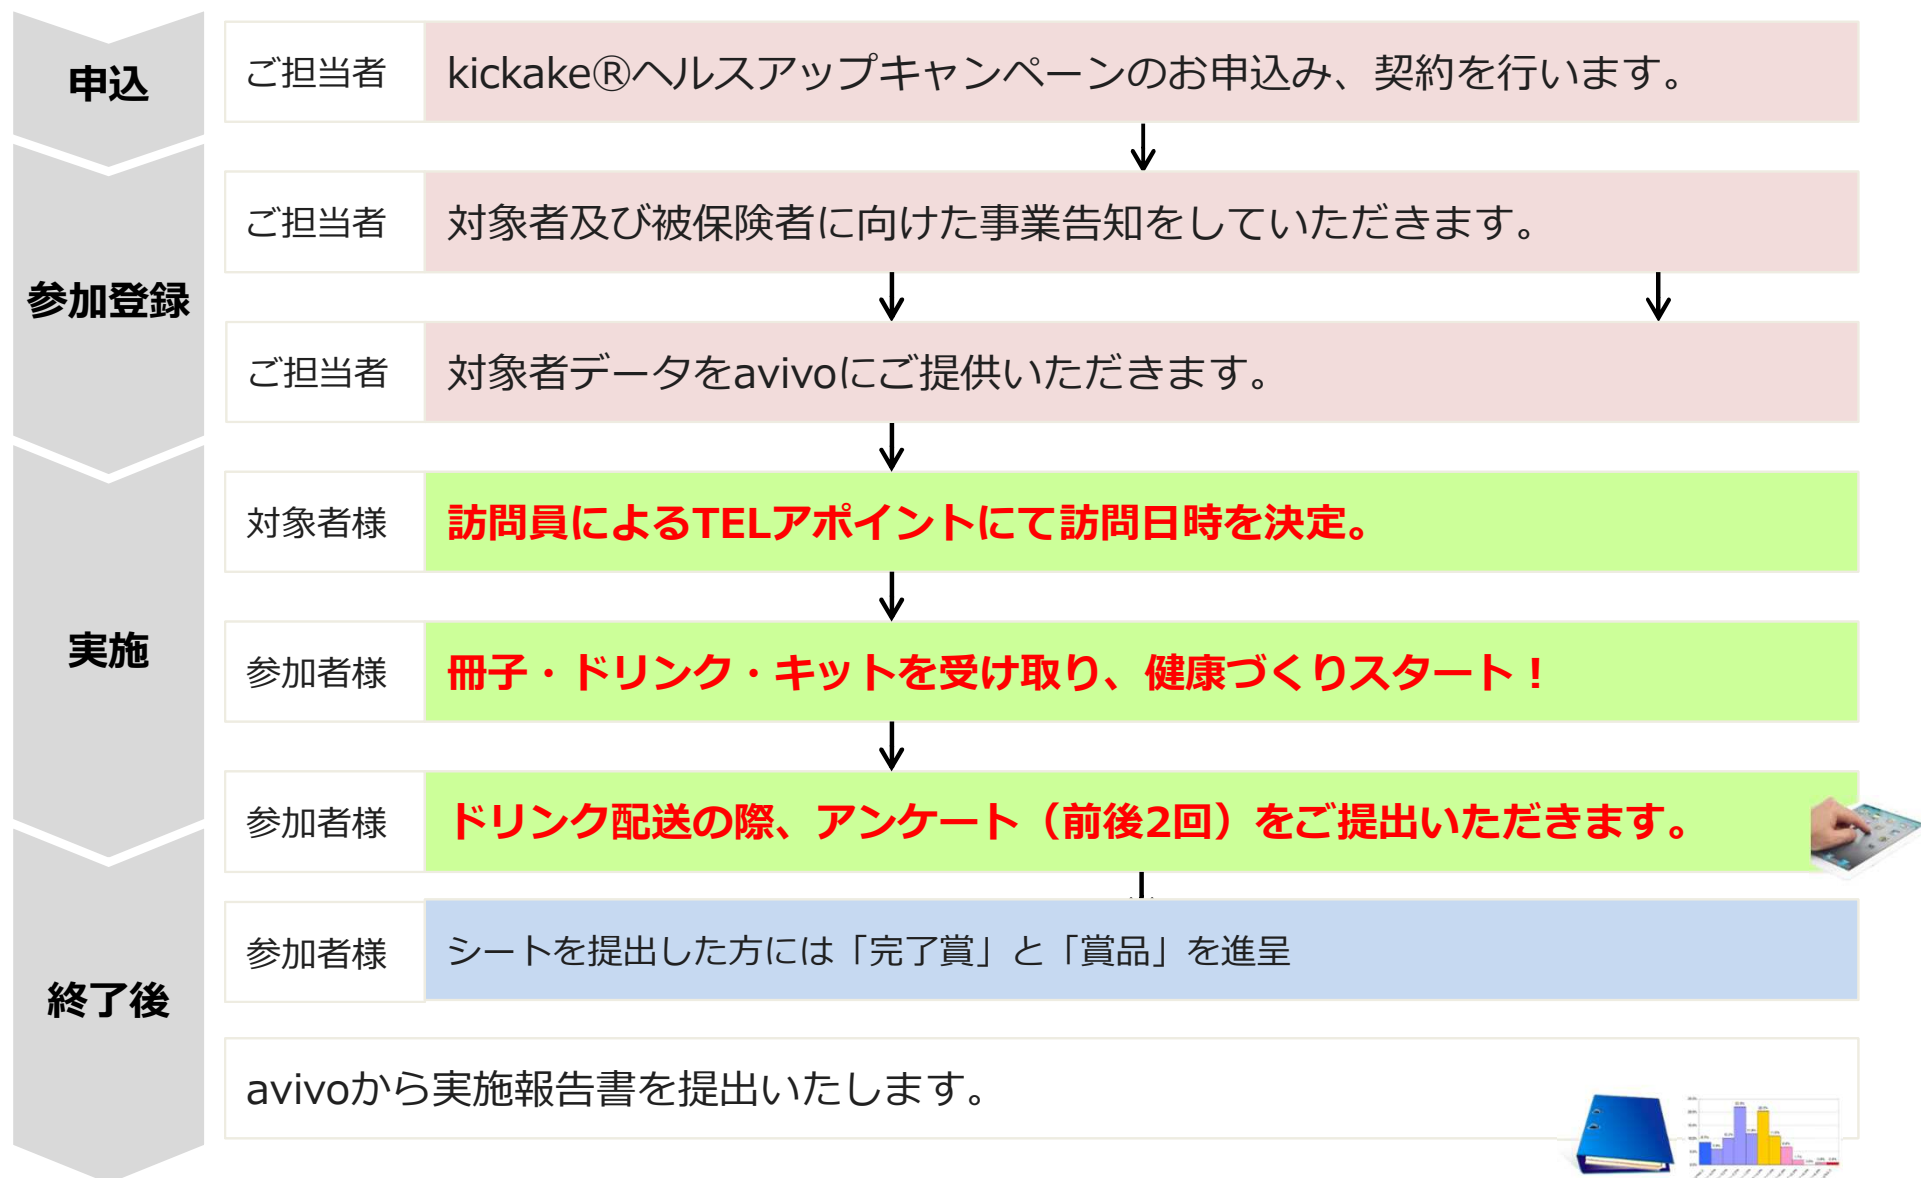 申込
ご担当者
kickake®ヘルスアップキャンペーンのお申込み、契約を行います。
参加登録
ご担当者
対象者及び被保険者に向けた事業告知をしていただきます。
ご担当者
対象者データをavivoにご提供いただきます。
実施
対象者様
訪問員によるTELアポイントにて訪問日時を決定。
参加者様
冊子・ドリンク・キットを受け取り、健康づくりスタート！
参加者様
ドリンク配送の際、アンケート（前後2回）をご提出いただきます。
終了後
参加者様
シートを提出した方には「完了賞」と「賞品」を進呈
avivoから実施報告書を提出いたします。